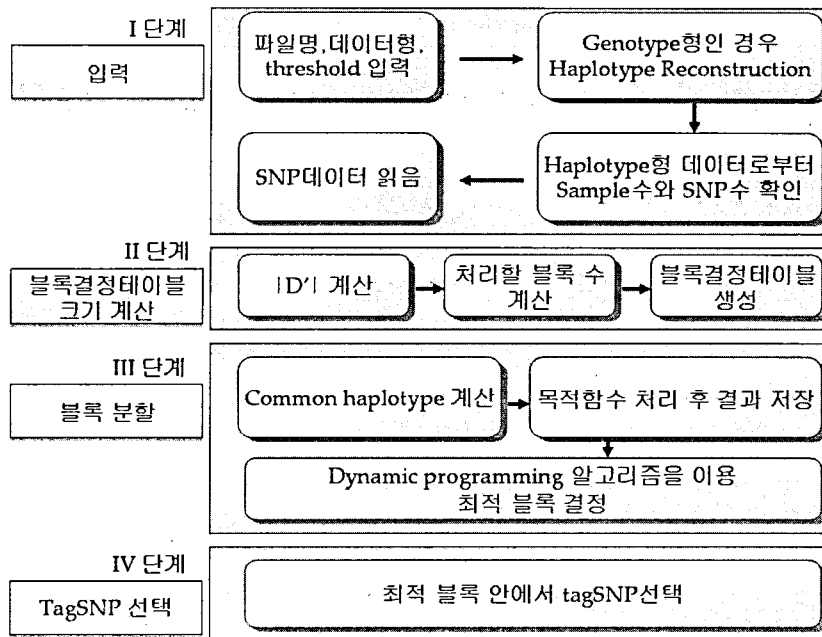 I 단계
입력
파일명,데이터형,
threshold 입력
Genotype형인 경우
Haplotype Reconstruction
SNP데이터 읽음
Haplotype형 데이터로부터
Sample수와 SNP수 확인
II 단계
블록결정테이블
크기 계산
|D'| 계산
처리할 블록 수
계산
블록결정테이블
생성
III 단계
블록 분할
Common haplotype 계산
목적함수 처리 후 결과 저장
Dynamic programming 알고리즘을 이용
최적 블록 결정
IV 단계
TagSNP 선택
최적 블록 안에서 tagSNP선택